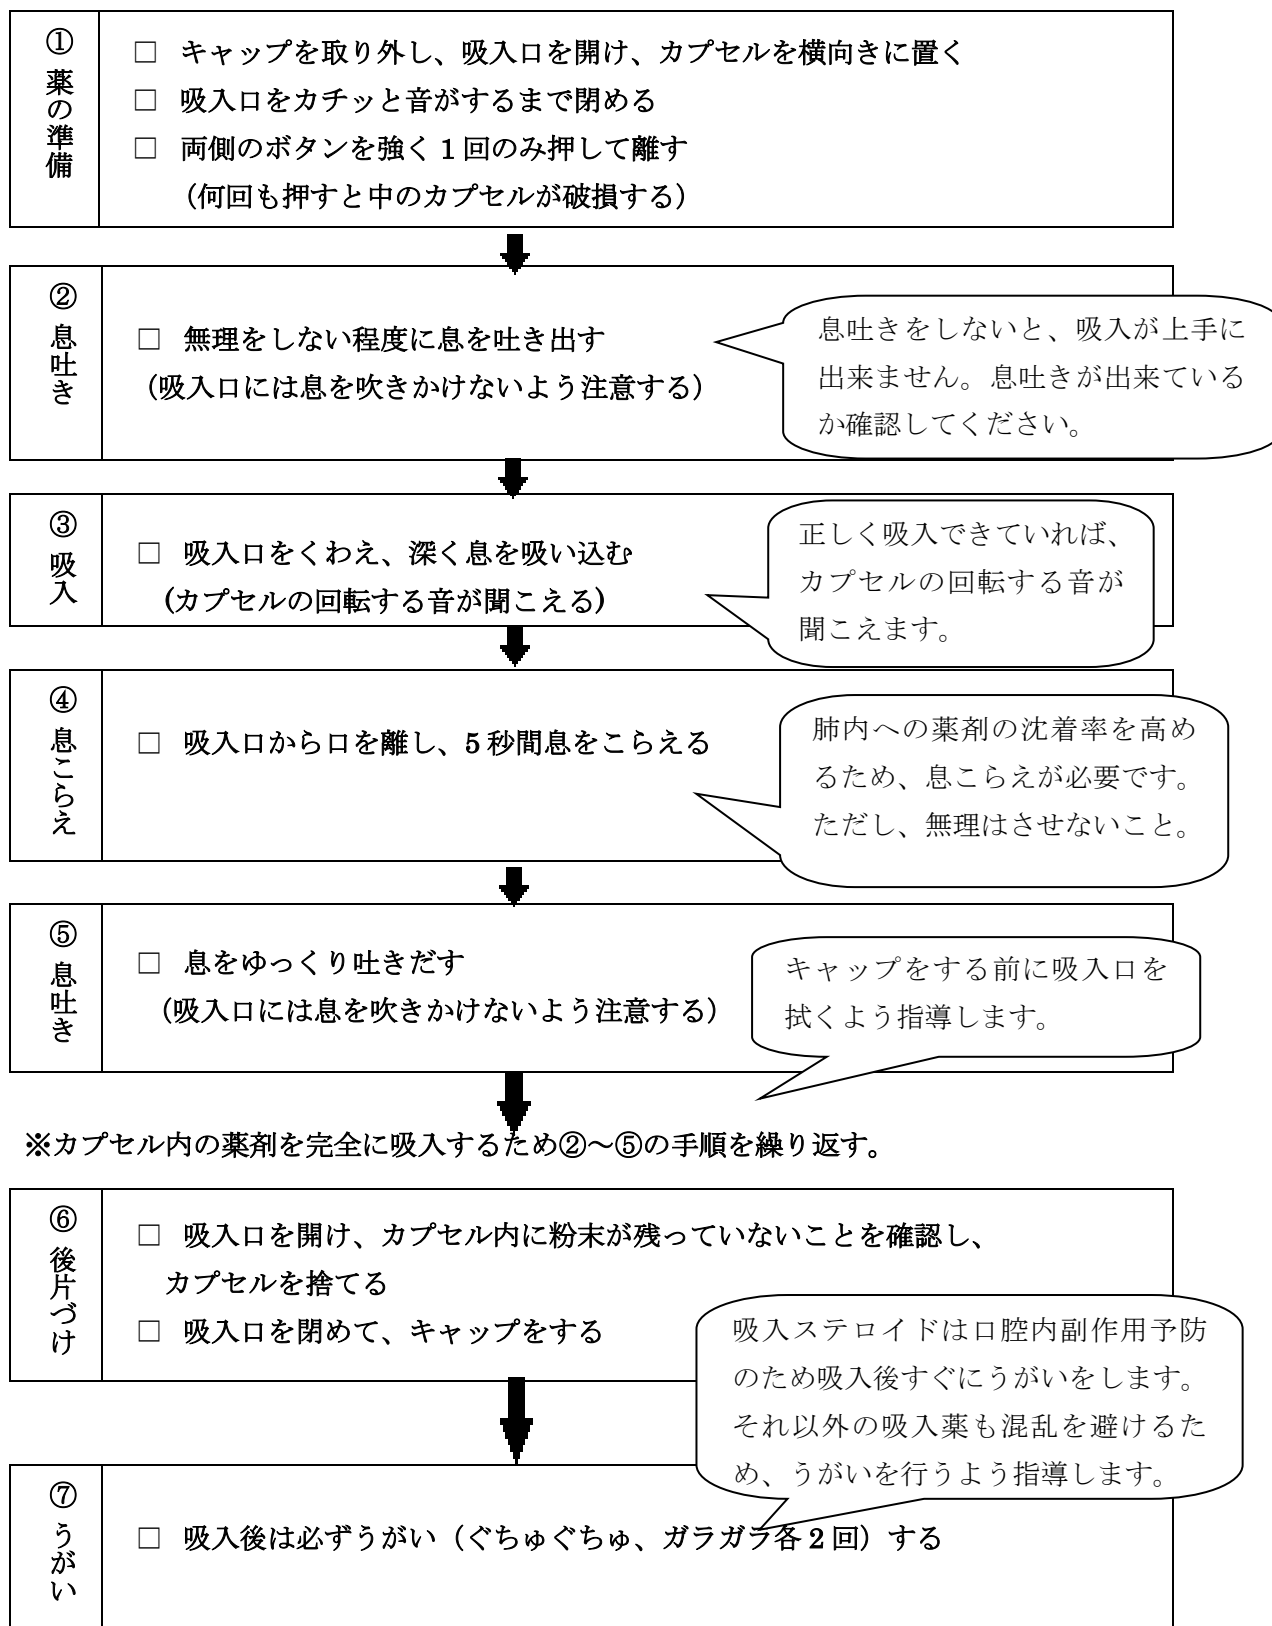 ① 薬の準備
□ キャップを取り外し、吸入口を開け、カプセルを横向きに置く
□ 吸入口をカチッと音がするまで閉める
□ 両側のボタンを強く1回のみ押して離す
(何回も押すと中のカプセルが破損する)
② 息吐き
□ 無理をしない程度に息を吐き出す
(吸入口には息を吹きかけないよう注意する)
息吐きをしないと、吸入が上手に
出来ません。息吐きが出来ている
か確認してください。
③ 吸入
□ 吸入口をくわえ、深く息を吸い込む
(カプセルの回転する音が聞こえる)
正しく吸入できていれば、
カプセルの回転する音が
聞こえます。
④ 息こらえ
□ 吸入口から口を離し、5秒間息をこらえる
肺内への薬剤の沈着率を高め
るため、息こらえが必要です。
ただし、無理はさせないこと。
⑤ 息吐き
□ 息をゆっくり吐きだす
(吸入口には息を吹きかけないよう注意する)
キャップをする前に吸入口を
拭くよう指導します。
※カプセル内の薬剤を完全に吸入するため②~⑤の手順を繰り返す。
⑥ 後片づけ
□ 吸入口を開け、カプセル内に粉末が残っていないことを確認し、
カプセルを捨てる
□ 吸入口を閉めて、キャップをする
吸入ステロイドは口腔内副作用予防
のため吸入後すぐにうがいをします。
それ以外の吸入薬も混乱を避けるた
め、うがいを行うよう指導します。
⑦ うがい
□ 吸入後は必ずうがい(ぐちゅぐちゅ、ガラガラ各2回)する